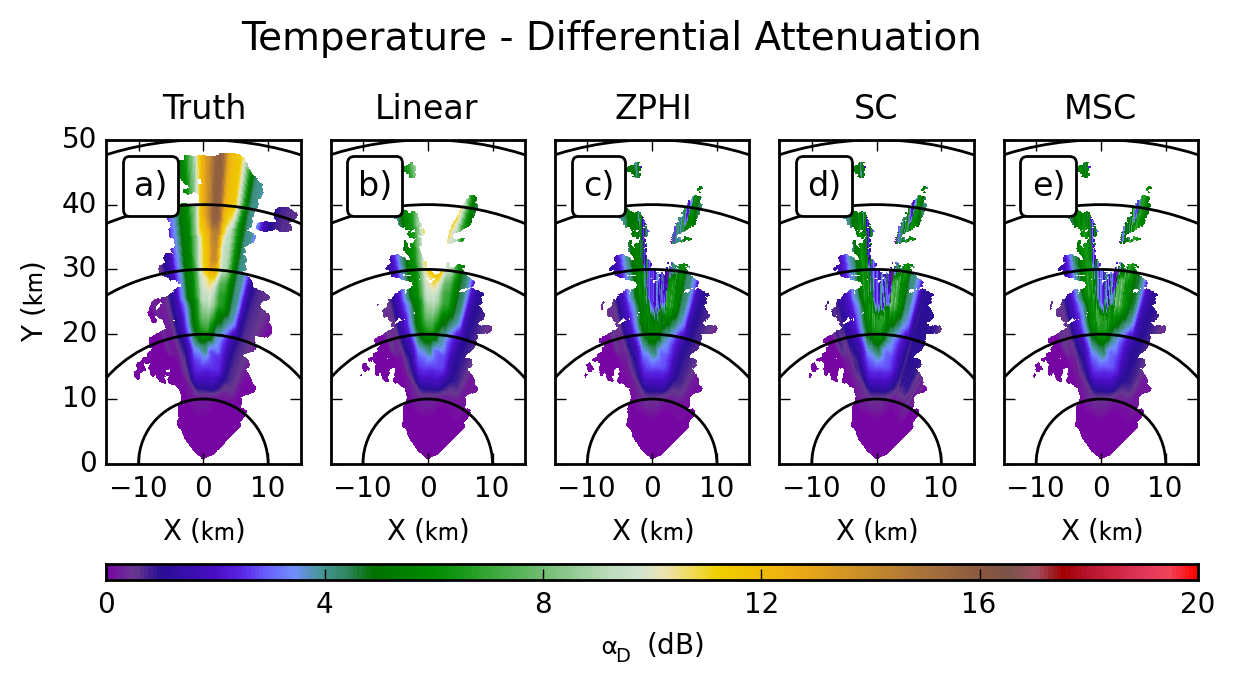 Temperature - Differential Attenuation
Truth Linear ZPHI SC MSC
a) b) c) d) e)
50
40
30
20
10
0
Y (km)
−10 0 10 −10 0 10 −10 0 10 −10 0 10 −10 0 10
X (km) X (km) X (km) X (km) X (km)
0 4 8 12 16 20
αD (dB)